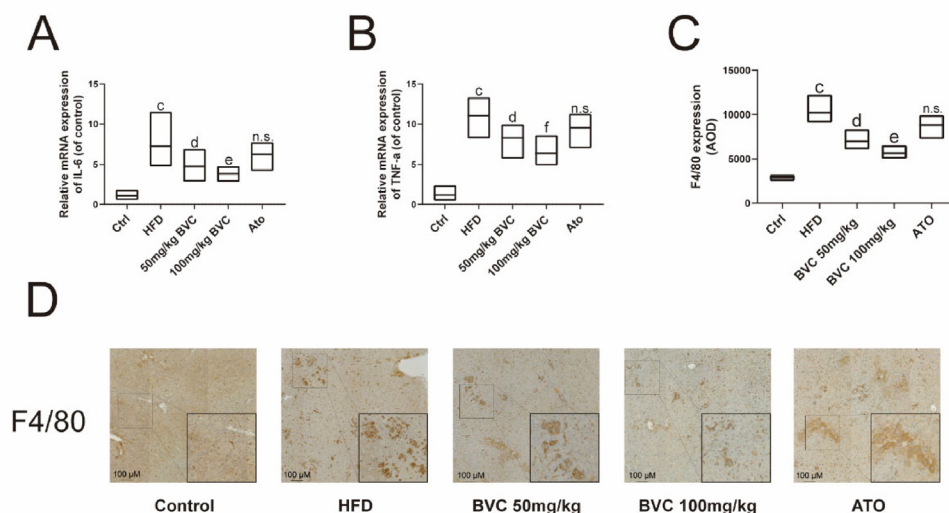 A
Relative mRNA expression
of IL-6 (of control)
15
10
5
0
c
d
e
n.s.
Ctrl
HFD
50mg/kg BVC
100mg/kg BVC
Ato
B
Relative mRNA expression
of TNF-a (of control)
15
10
5
0
c
d
f
n.s.
Ctrl
HFD
50mg/kg BVC
100mg/kg BVC
Ato
C
F4/80 expression
(AOD)
15000
10000
5000
0
c
d
e
n.s.
Ctrl
HFD
BVC 50mg/kg
BVC 100mg/kg
ATO
D
F4/80
100 µM
100 µM
100 µM
100 µM
100 µM
Control
HFD
BVC 50mg/kg
BVC 100mg/kg
ATO